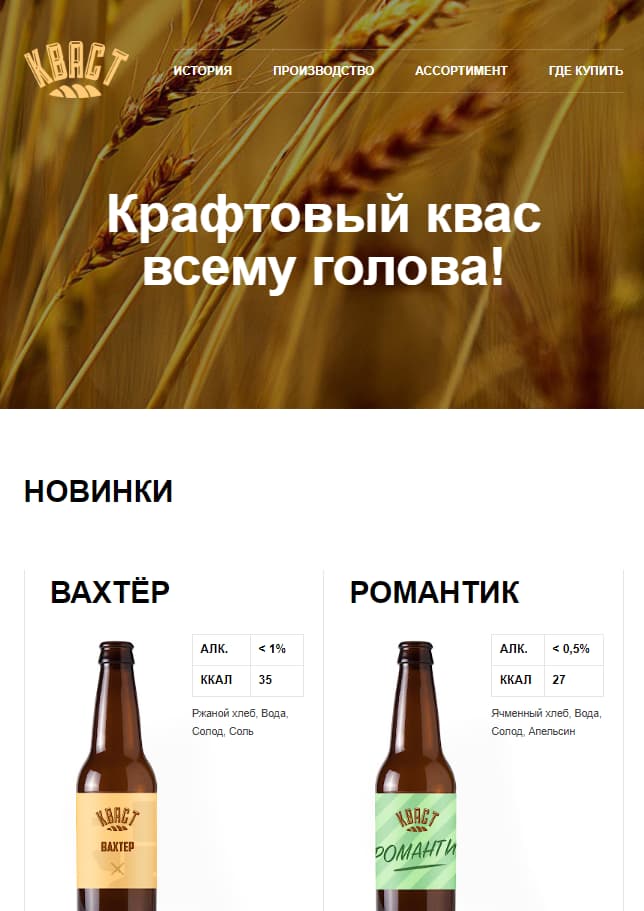 КВАСТ
ИСТОРИЯ ПРОИЗВОДСТВО АССОРТИМЕНТ ГДЕ КУПИТЬ
Крафтовый квас
всему голова!
НОВИНКИ
ВАХТЁР
АЛК. < 1%
ККАЛ 35
Ржаной хлеб, Вода,
Солод, Соль
КВАСТ
ВАХТЕР
РОМАНТИК
АЛК. < 0,5%
ККАЛ 27
Ячменный хлеб, Вода,
Солод, Апельсин
КВАСТ
РОМАНТИ